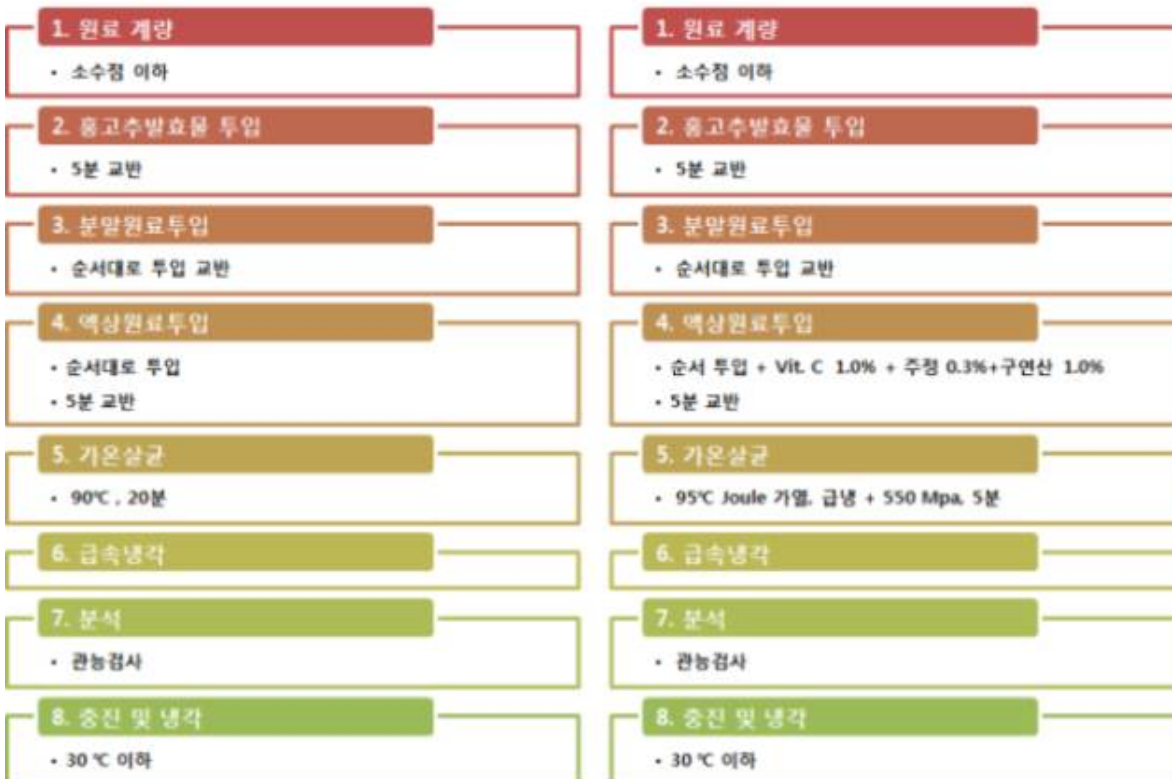 1. 원료 계량
• 소수점 이하
2. 홍고추발효물 투입
• 5분 교반
3. 분말원료투입
• 순서대로 투입 교반
4. 액상원료투입
• 순서대로 투입
• 5분 교반
5. 가온살균
• 90℃ , 20분
6. 급속냉각
7. 분석
• 관능검사
8. 충진 및 냉각
• 30 ℃ 이하
1. 원료 계량
• 소수점 이하
2. 홍고추발효물 투입
• 5분 교반
3. 분말원료투입
• 순서대로 투입 교반
4. 액상원료투입
• 순서 투입 + Vit. C 1.0% + 주정 0.3%+구연산 1.0%
• 5분 교반
5. 가온살균
• 95℃ Joule 가열, 급냉 + 550 Mpa, 5분
6. 급속냉각
7. 분석
• 관능검사
8. 충진 및 냉각
• 30 ℃ 이하